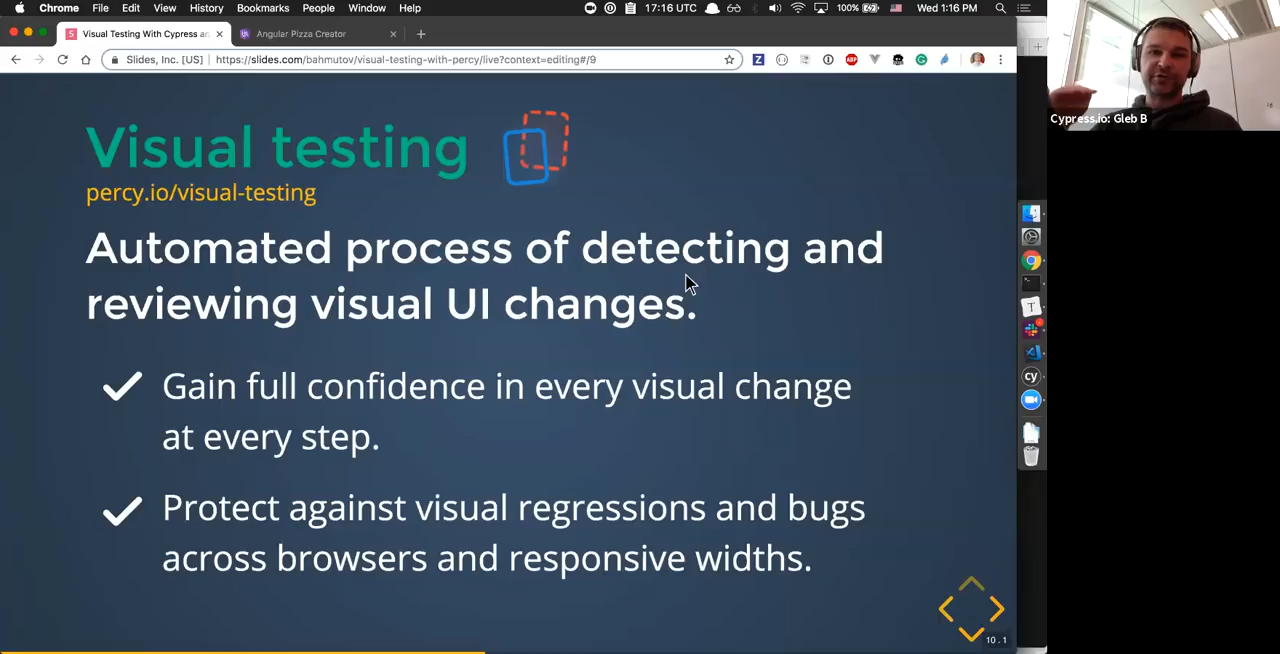 Chrome File Edit View History Bookmarks People Window Help 17:16 UTC 100% Wed 1:16 PM
Visual Testing With Cypress an Angular Pizza Creator
Slides, Inc. [US] https://slides.com/bahmutov/visual-testing-with-percy/live?context=editing#/9
Cypress.io: Gleb B
Visual testing
percy.io/visual-testing
Automated process of detecting and
reviewing visual UI changes.
Gain full confidence in every visual change
at every step.
Protect against visual regressions and bugs
across browsers and responsive widths.
10.1